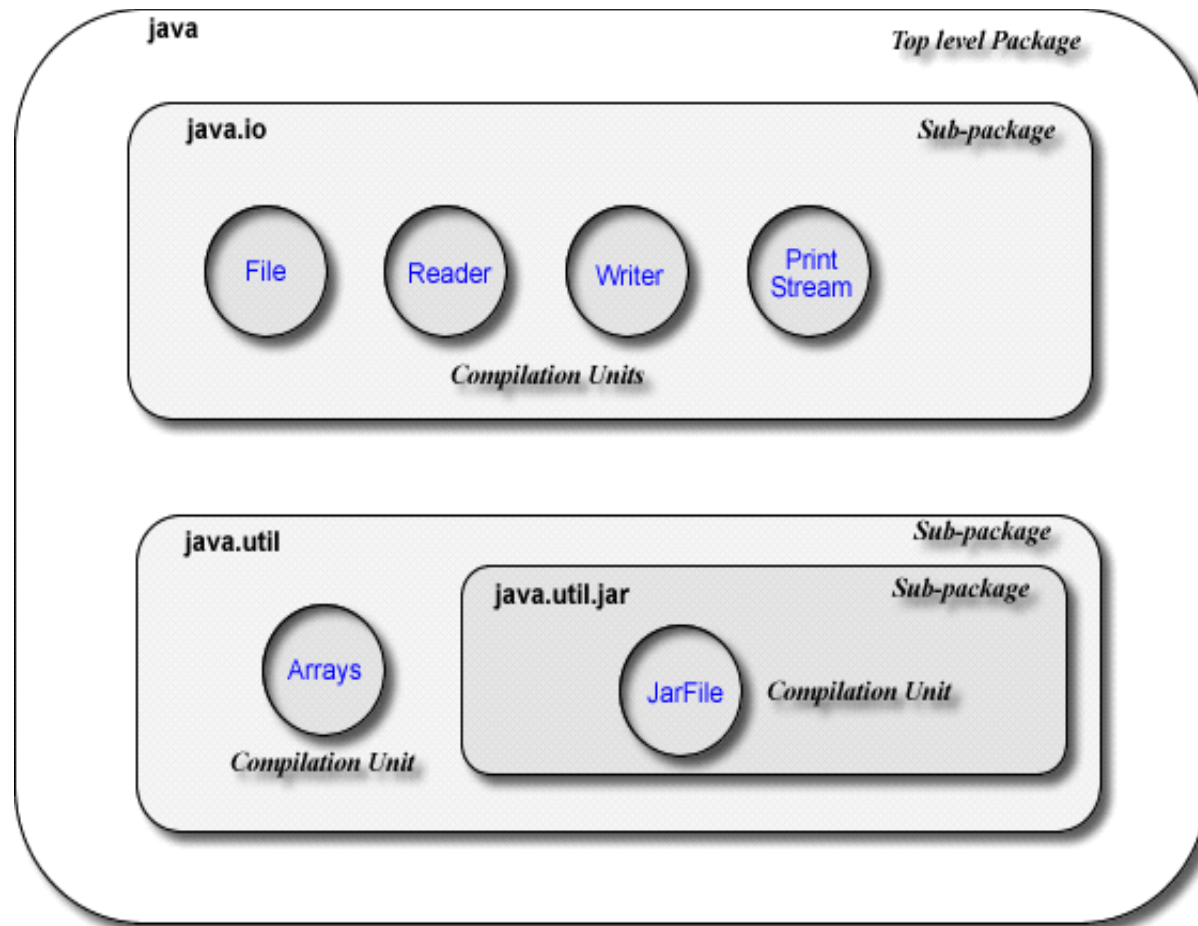 java
Top level Package
java.io
Sub-package
File
Reader
Writer
Print
Stream
Compilation Units
java.util
Sub-package
java.util.jar
Sub-package
Arrays
JarFile
Compilation Unit
Compilation Unit